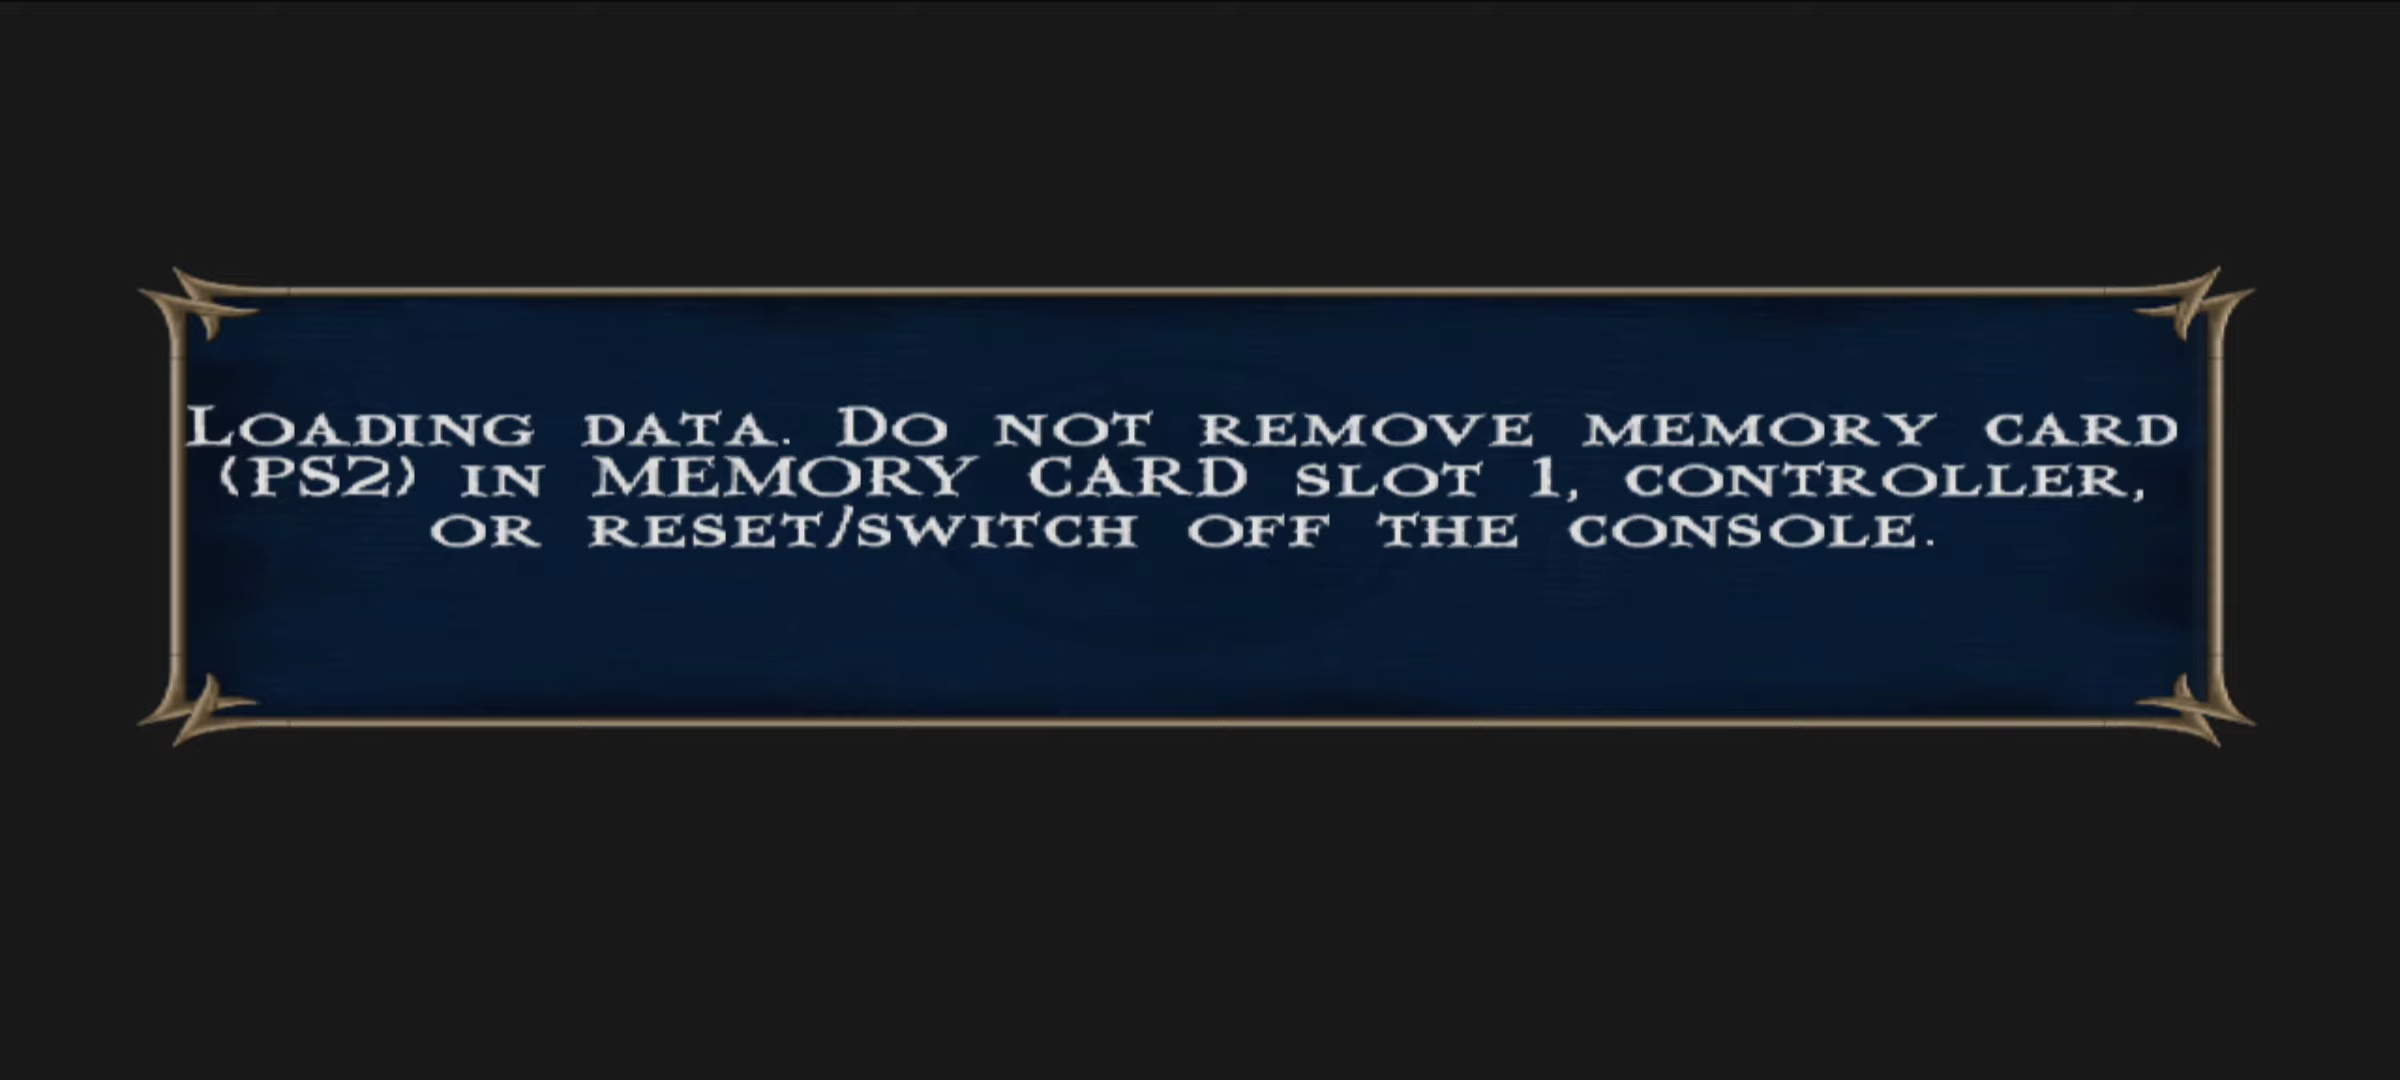 Loading data. Do not remove memory card
(PS2) in MEMORY CARD slot 1, controller,
or reset/switch off the console.